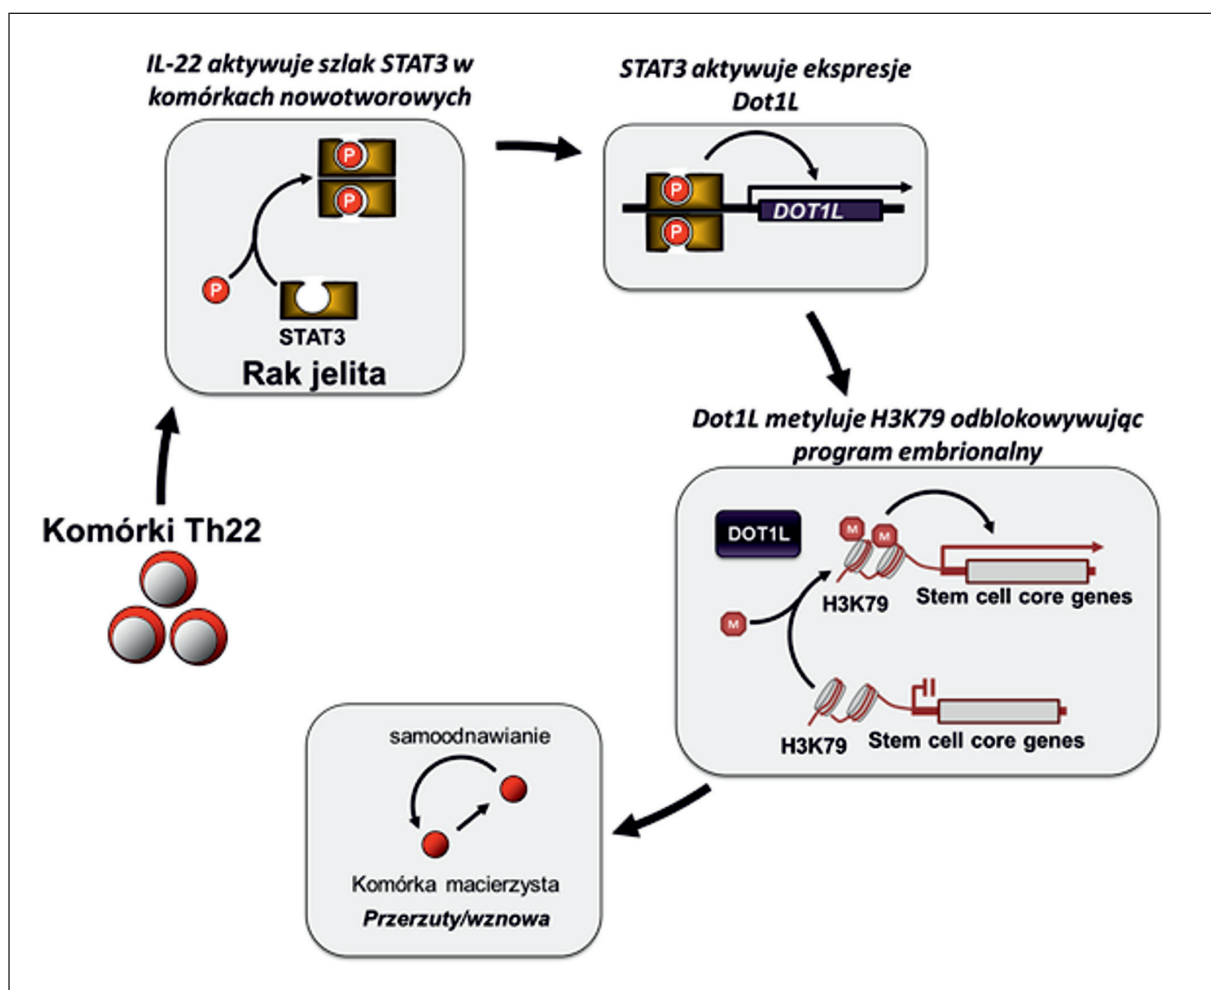 IL-22 aktywuje szlak STAT3 w
komórkach nowotworowych
P
P
P
STAT3
Rak jelita
STAT3 aktywuje ekspresje
Dot1L
P
P
DOT1L
Dot1L metyluje H3K79 odblokowywując
program embrionalny
DOT1L
M
M
H3K79
Stem cell core genes
M
H3K79
Stem cell core genes
Komórki Th22
samoodnawianie
Komórka macierzysta
Przerzuty/wznowa